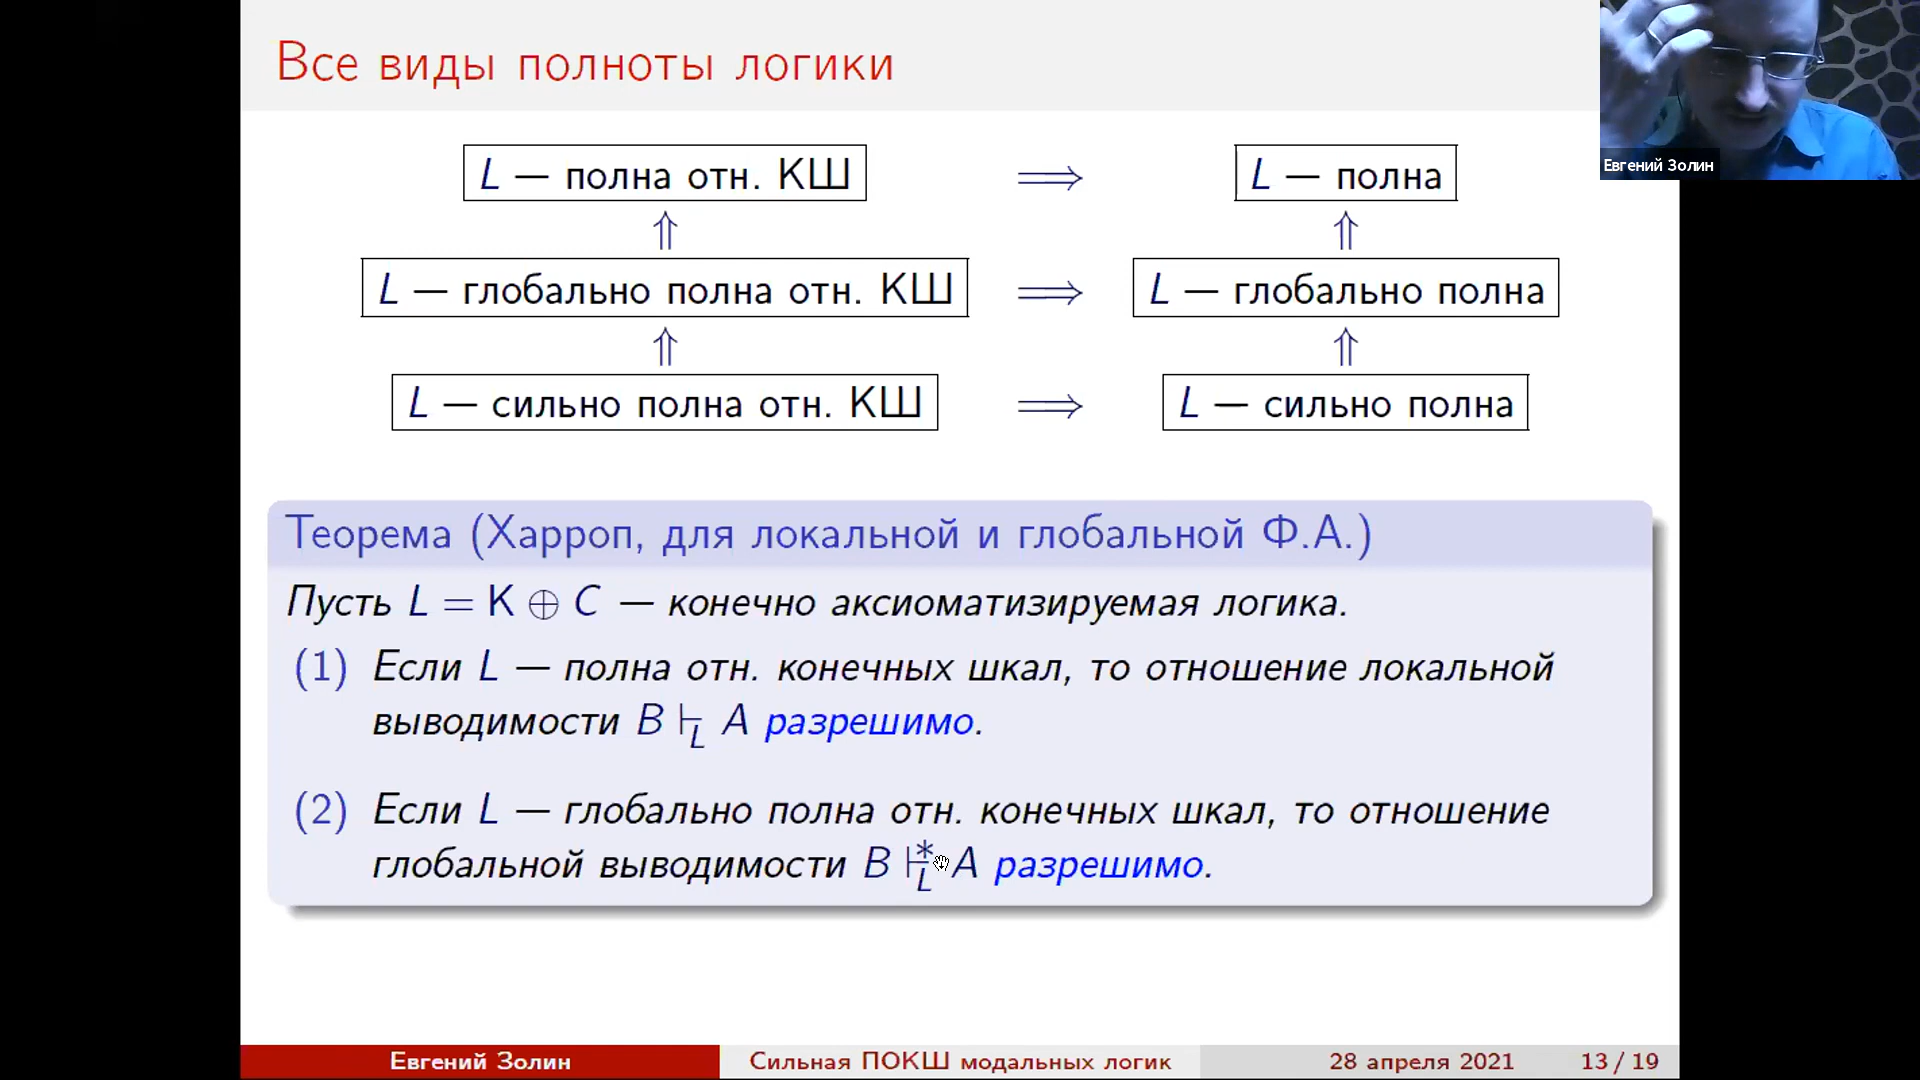 Все виды полноты логики
Евгений Золин
L — полна отн. КШ ⟹ L — полна
⇑ ⇑
L — глобально полна отн. КШ ⟹ L — глобально полна
⇑ ⇑
L — сильно полна отн. КШ ⟹ L — сильно полна
Теорема (Харроп, для локальной и глобальной Ф.А.)
Пусть L = K ⊕ C — конечно аксиоматизируемая логика.
(1) Если L — полна отн. конечных шкал, то отношение локальной
выводимости B ⊢_L A разрешимо.
(2) Если L — глобально полна отн. конечных шкал, то отношение
глобальной выводимости B ⊢*_L A разрешимо.
Евгений Золин Сильная ПОКШ модальных логик 28 апреля 2021 13 / 19